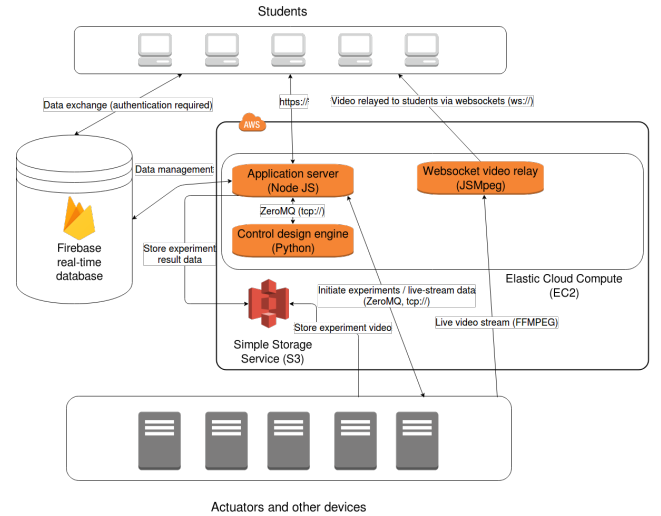 Students
Data exchange (authentication required)
https://
Video relayed to students via websockets (ws://)
AWS
Data management
Application server
(Node JS)
Websocket video relay
(JSMpeg)
ZeroMQ (tcp://)
Control design engine
(Python)
Firebase
real-time
database
Store experiment
result data
Elastic Cloud Compute
(EC2)
Initiate experiments / live-stream data
(ZeroMQ, tcp://)
Store experiment video
Live video stream (FFMPEG)
Simple Storage
Service (S3)
Actuators and other devices